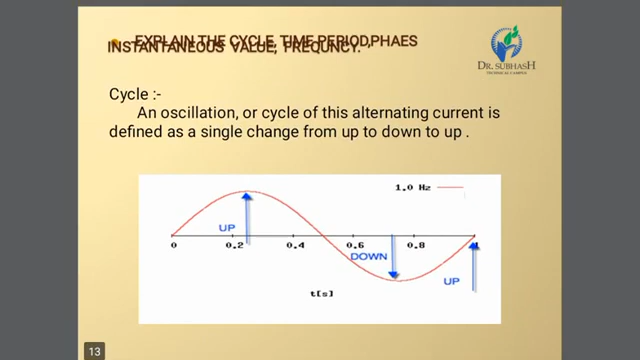 EXPLAIN THE CYCLE, TIME PERIOD,PHAES
INSTANTANEOUS VALUE, FREQUNCY.
DR. SUBHASH
TECHNICAL CAMPUS
Cycle :-
An oscillation, or cycle of this alternating current is
defined as a single change from up to down to up .
1.0 Hz
UP
0 0.2 0.4 0.6 0.8 1
DOWN
UP
t[s]
13